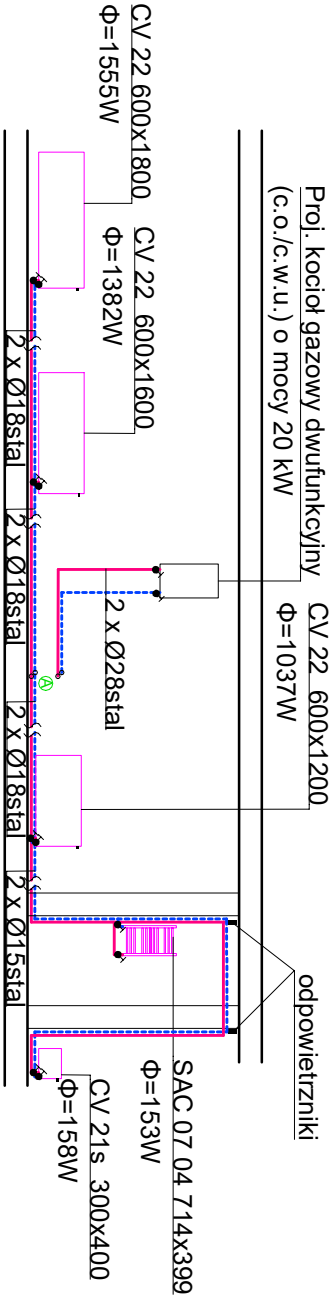 Proj. kocioł gazowy dwufunkcyjny
(c.o./c.w.u.) o mocy 20 kW
odpowietrzniki
CV 22 600x1800
Φ=1555W
CV 22 600x1600
Φ=1382W
CV 22 600x1200
Φ=1037W
SAC 07 04 714x399
Φ=153W
CV 21s 300x400
Φ=158W
2 x Ø28stal
A
2 x Ø18stal
2 x Ø18stal
2 x Ø18stal
2 x Ø15stal